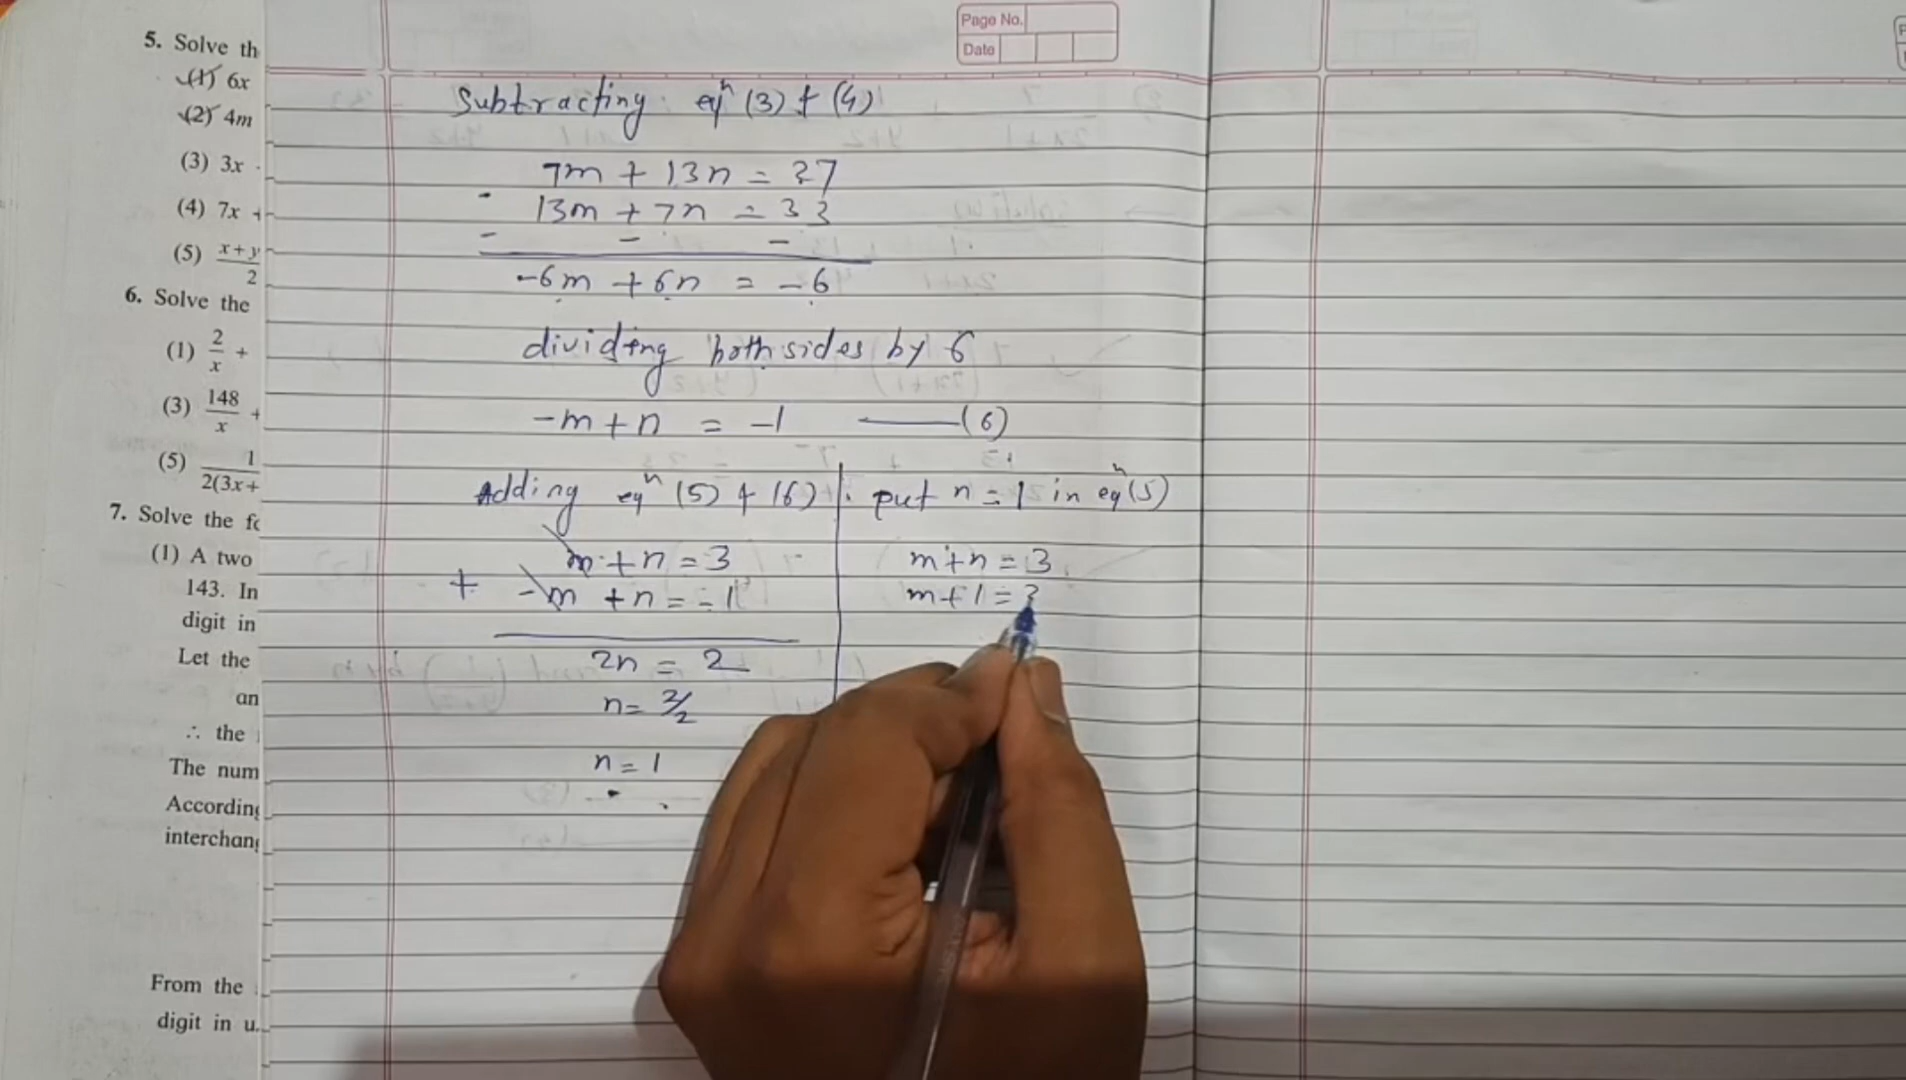 Page No.
Date
5. Solve th
(1) 6x
(2) 4m
(3) 3x
(4) 7x +
(5) x+y/2
6. Solve the
(1) 2/x +
(3) 148/x +
(5) 1/2(3x+
7. Solve the fo
(1) A two
143. In
digit in
Let the
an
∴ the
The num
According
interchang
From the
digit in u
Subtracting eqⁿ (3) & (4)
7m + 13n = 27
- 13m + 7n = 33
- - -
-6m + 6n = -6
dividing both sides by 6
-m + n = -1 —— (6)
Adding eqⁿ (5) & (6)
m + n = 3
+ -m + n = -1
2n = 2
n = 2/2
n = 1
put n = 1 in eqⁿ (5)
m + n = 3
m + 1 = 3